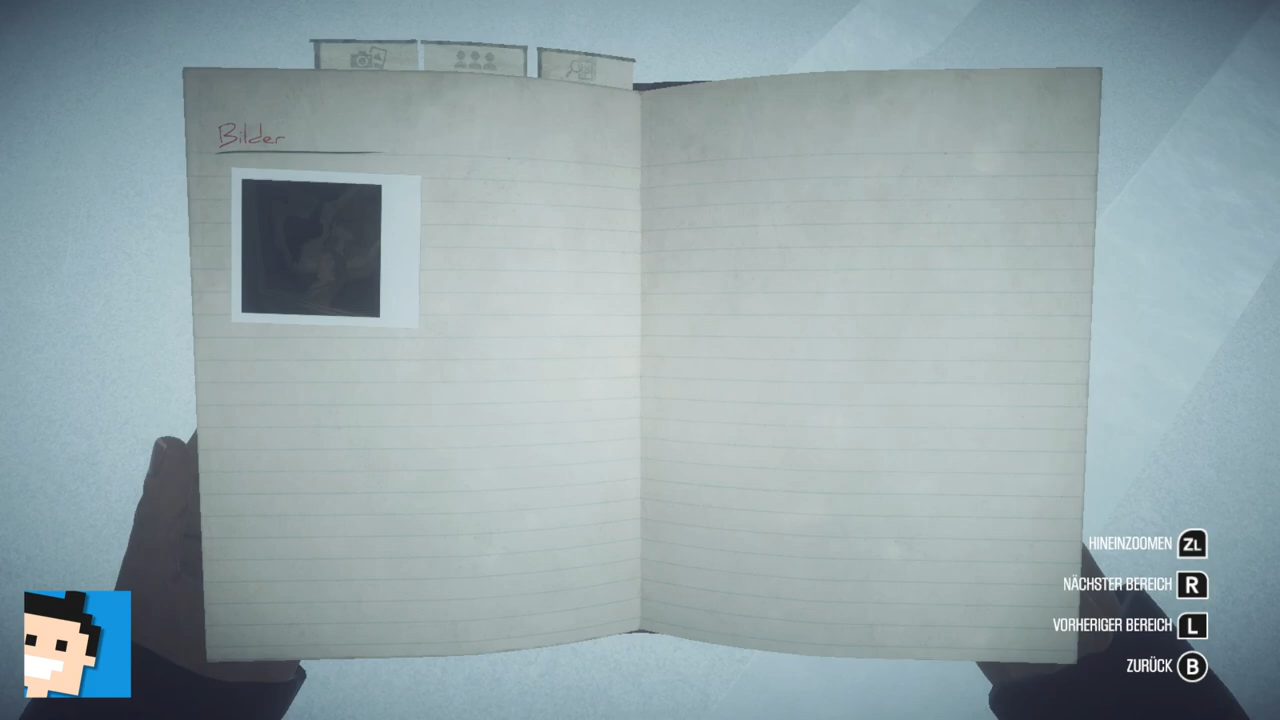 Bilder
HINEINZOOMEN ZL
NÄCHSTER BEREICH R
VORHERIGER BEREICH L
ZURÜCK B